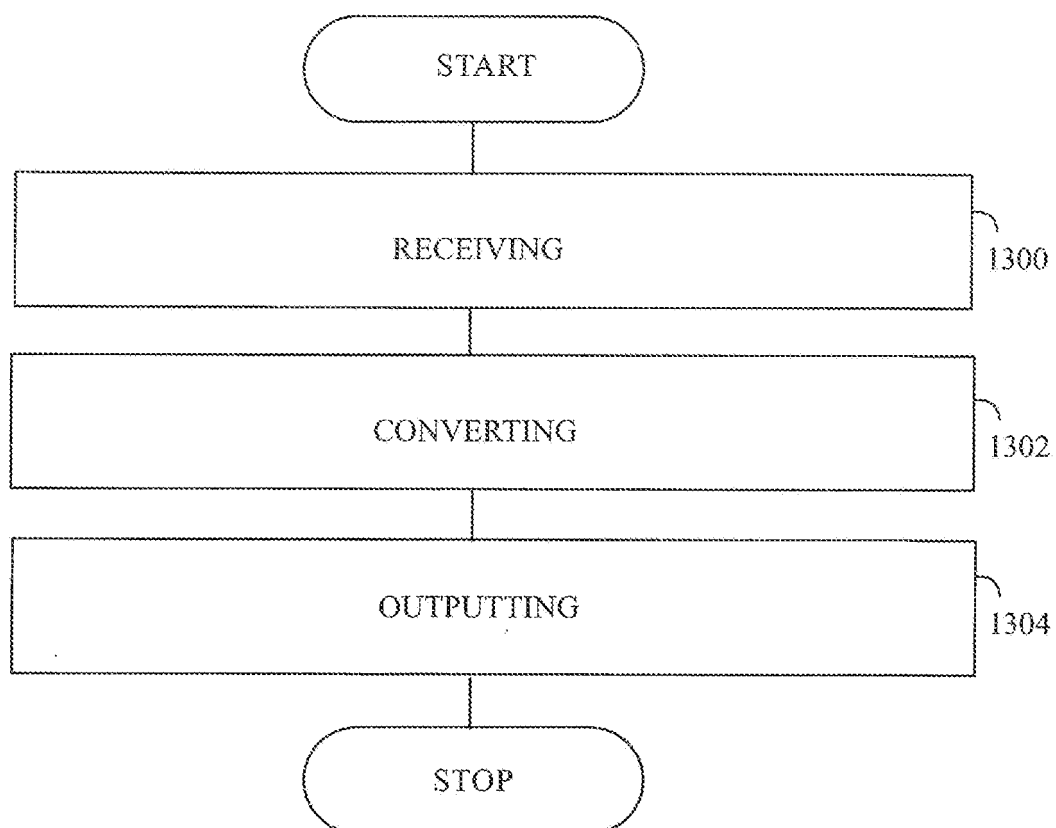 START
RECEIVING
1300
CONVERTING
1302
OUTPUTTING
1304
STOP